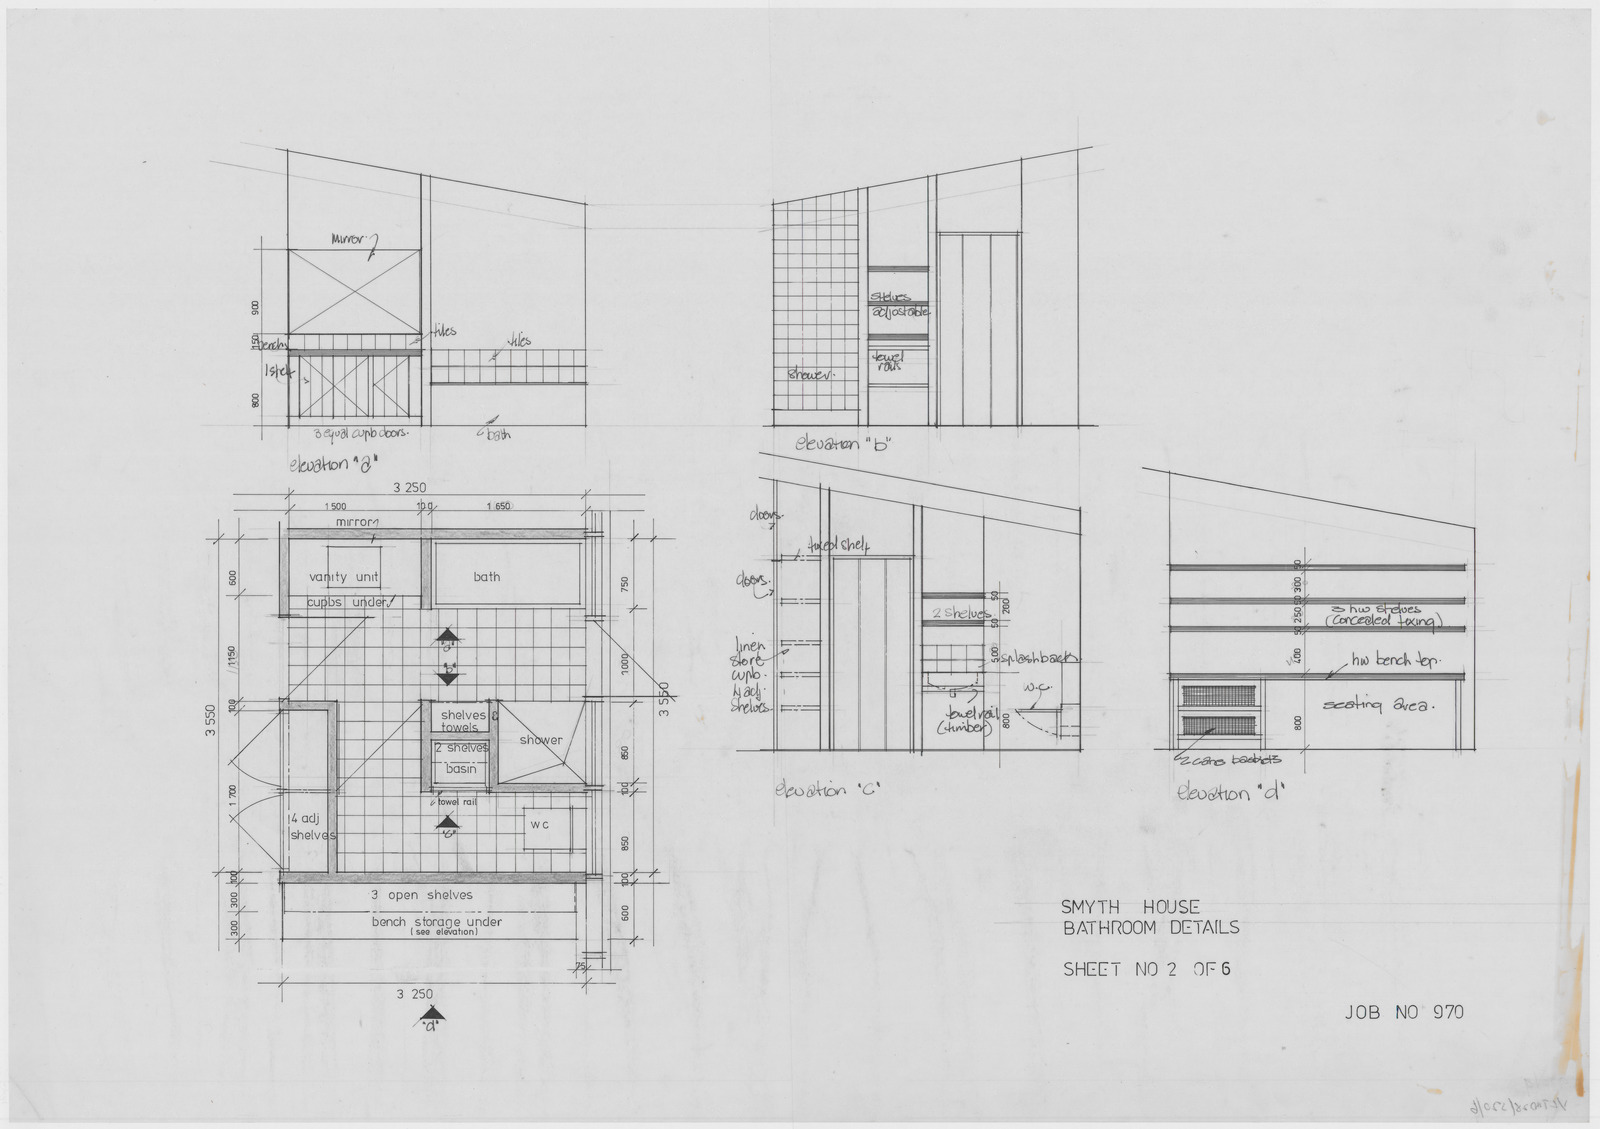 mirror.
900
150
bench
tiles
tiles
1 shelf
800
3 equal cupb doors.
bath
elevation "a"
shelves
adjustable
towel
rails
shower.
elevation "b"
3 250
1 500
100
1 650
mirror
600
vanity unit
cupbs under
bath
750
1150
"a"
"b"
1000
100
3 550
3 550
shelves
towels
2 shelves
basin
shower
850
towel rail
100
1 700
"c"
wc
4 adj
shelves
850
100
100
3 open shelves
300
bench storage under
(see elevation)
600
300
75
3 250
"d"
doors.
fixed shelf
doors.
linen
store
cupb.
4 adj.
shelves.
50
200
2 shelves
50
500
splashback
w.c.
towel rail
(timber)
800
elevation "c"
50
300
50
3 hw shelves
250
(concealed fixing)
50
400
hw bench top.
seating area.
800
2 cane baskets
elevation "d"
SMYTH HOUSE
BATHROOM DETAILS
SHEET NO 2 OF 6
JOB NO 970